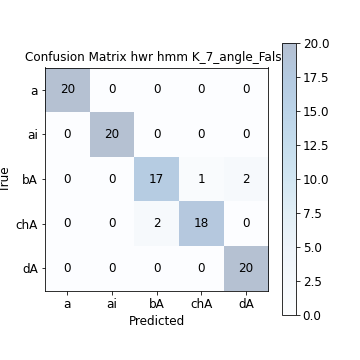 Confusion Matrix hwr hmm K_7_angle_Fals
a 20 0 0 0 0
ai 0 20 0 0 0
bA 0 0 17 1 2
chA 0 0 2 18 0
dA 0 0 0 0 20
a ai bA chA dA
Predicted
True
20.0
17.5
15.0
12.5
10.0
7.5
5.0
2.5
0.0